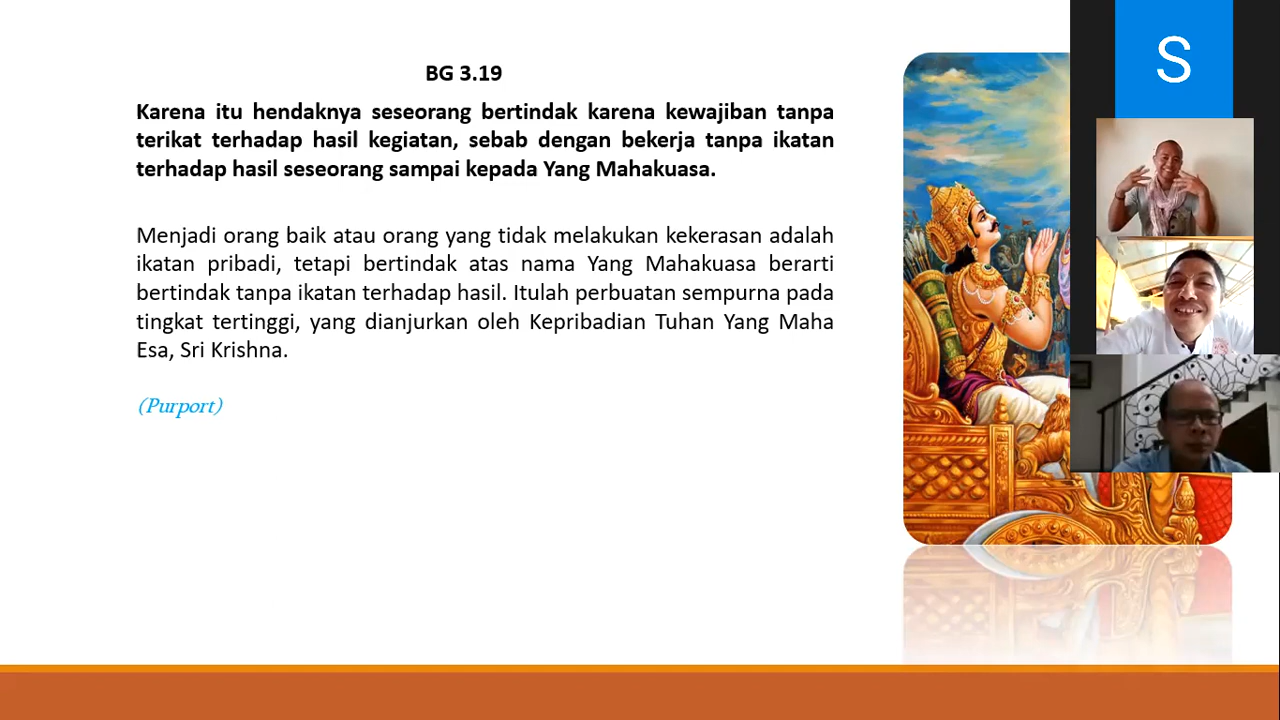 BG 3.19
Karena itu hendaknya seseorang bertindak karena kewajiban tanpa
terikat terhadap hasil kegiatan, sebab dengan bekerja tanpa ikatan
terhadap hasil seseorang sampai kepada Yang Mahakuasa.
Menjadi orang baik atau orang yang tidak melakukan kekerasan adalah
ikatan pribadi, tetapi bertindak atas nama Yang Mahakuasa berarti
bertindak tanpa ikatan terhadap hasil. Itulah perbuatan sempurna pada
tingkat tertinggi, yang dianjurkan oleh Kepribadian Tuhan Yang Maha
Esa, Sri Krishna.
(Purport)
S